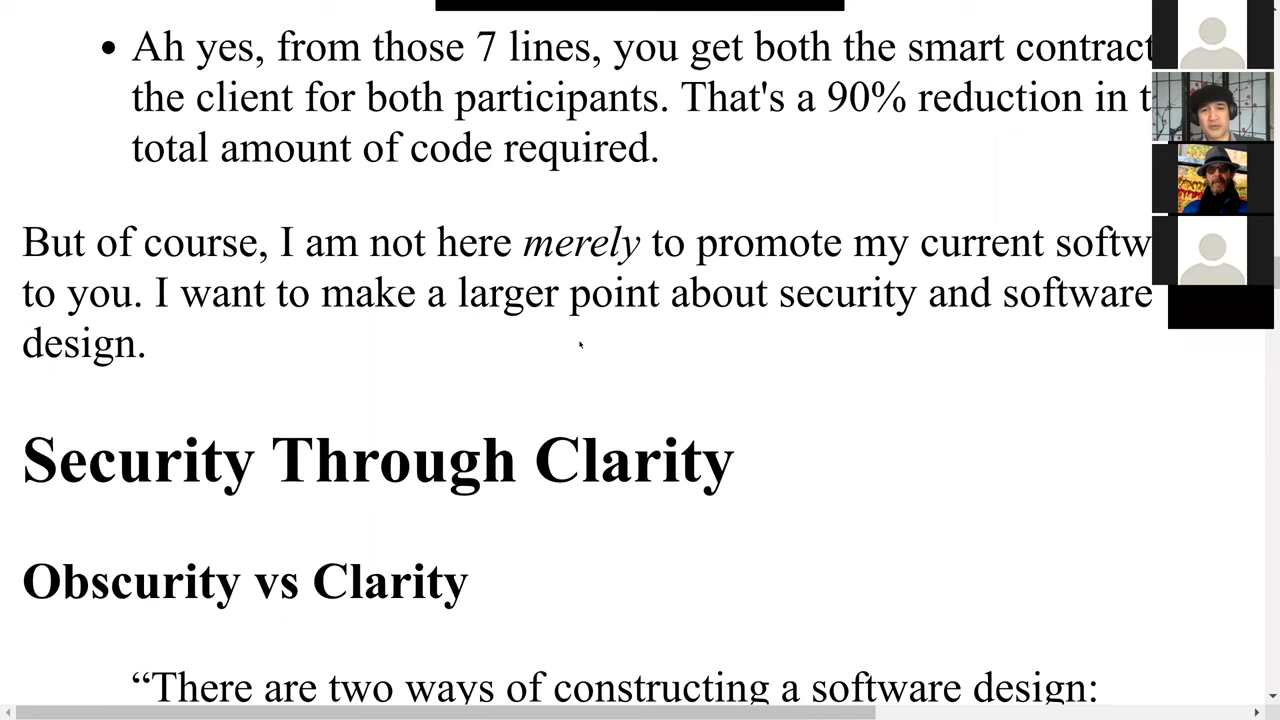 Ah yes, from those 7 lines, you get both the smart contract
the client for both participants. That's a 90% reduction in t
total amount of code required.
But of course, I am not here merely to promote my current softw
to you. I want to make a larger point about security and software
design.
Security Through Clarity
Obscurity vs Clarity
“There are two ways of constructing a software design: